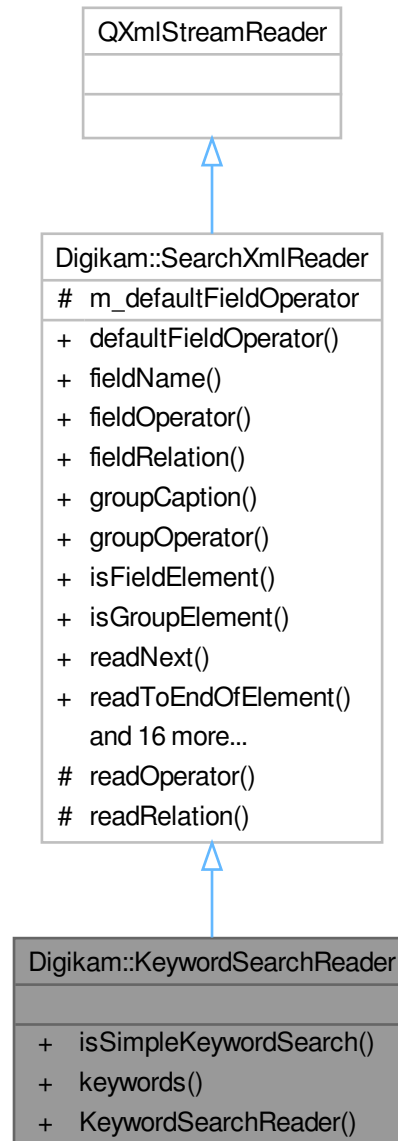 QXmlStreamReader
Digikam::SearchXmlReader
# m_defaultFieldOperator
+ defaultFieldOperator()
+ fieldName()
+ fieldOperator()
+ fieldRelation()
+ groupCaption()
+ groupOperator()
+ isFieldElement()
+ isGroupElement()
+ readNext()
+ readToEndOfElement()
and 16 more...
# readOperator()
# readRelation()
Digikam::KeywordSearchReader
+ isSimpleKeywordSearch()
+ keywords()
+ KeywordSearchReader()